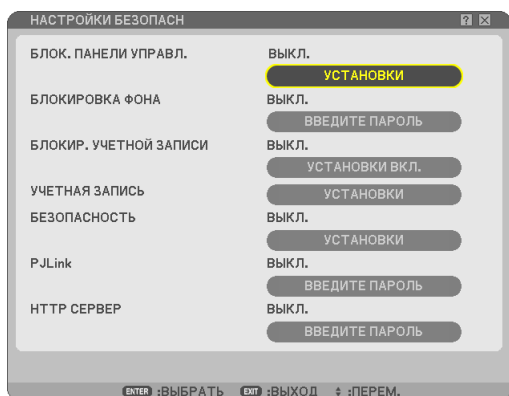 НАСТРОЙКИ БЕЗОПАСН
БЛОК. ПАНЕЛИ УПРАВЛ. ВЫКЛ.
УСТАНОВКИ
БЛОКИРОВКА ФОНА ВЫКЛ.
ВВЕДИТЕ ПАРОЛЬ
БЛОКИР. УЧЕТНОЙ ЗАПИСИ ВЫКЛ.
УСТАНОВКИ ВКЛ.
УЧЕТНАЯ ЗАПИСЬ УСТАНОВКИ
БЕЗОПАСНОСТЬ ВЫКЛ.
УСТАНОВКИ
PJLink ВЫКЛ.
ВВЕДИТЕ ПАРОЛЬ
HTTP СЕРВЕР ВЫКЛ.
ВВЕДИТЕ ПАРОЛЬ
ENTER :ВЫБРАТЬ EXIT :ВЫХОД :ПЕРЕМ.